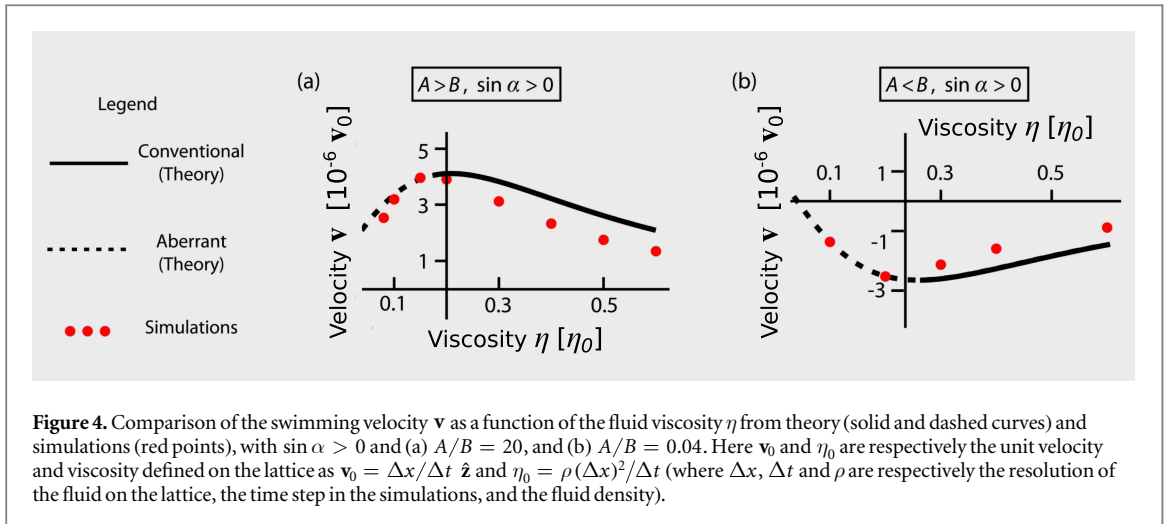 Legend
Conventional
(Theory)
Aberrant
(Theory)
Simulations
(a)
A > B, sin α > 0
Velocity v [10⁻⁶ v₀]
5
3
1
0.1 0.3 0.5
Viscosity η [η₀]
(b)
A < B, sin α > 0
Viscosity η [η₀]
Velocity v [10⁻⁶ v₀]
0.1 1 0.3 0.5
-1
-3
Figure 4. Comparison of the swimming velocity v as a function of the fluid viscosity η from theory (solid and dashed curves) and
simulations (red points), with sin α > 0 and (a) A/B = 20, and (b) A/B = 0.04. Here v₀ and η₀ are respectively the unit velocity
and viscosity defined on the lattice as v₀ = Δx/Δt ẑ and η₀ = ρ(Δx)²/Δt (where Δx, Δt and ρ are respectively the resolution of
the fluid on the lattice, the time step in the simulations, and the fluid density).